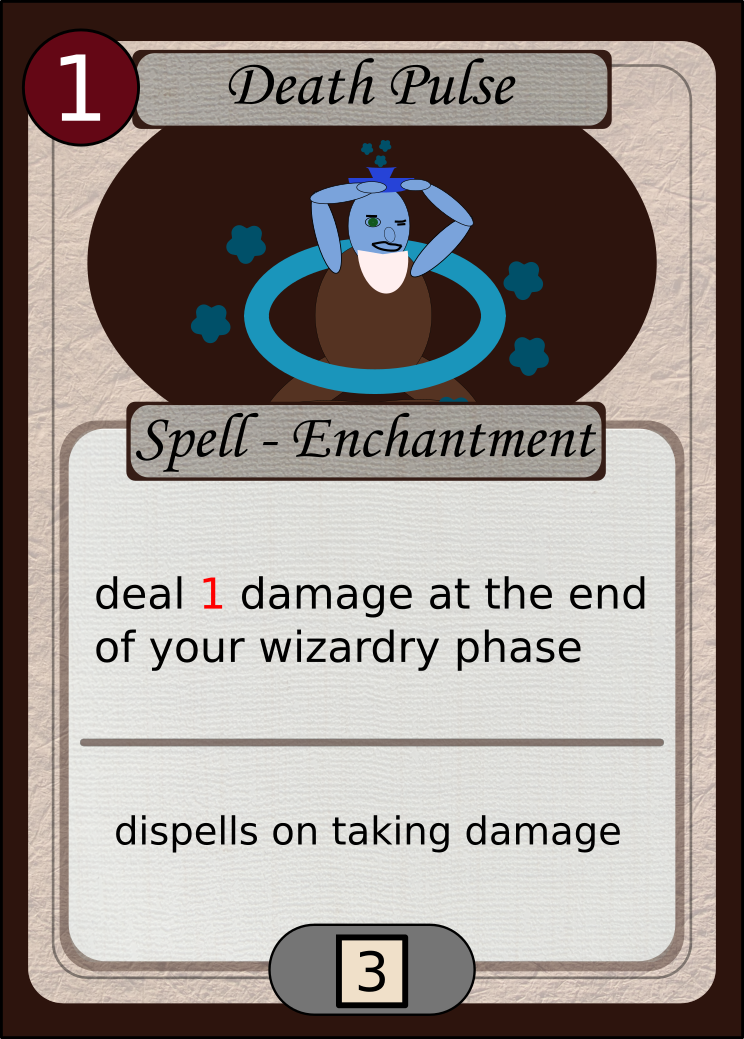 1
Death Pulse
Spell - Enchantment
deal 1 damage at the end
of your wizardry phase
dispells on taking damage
3